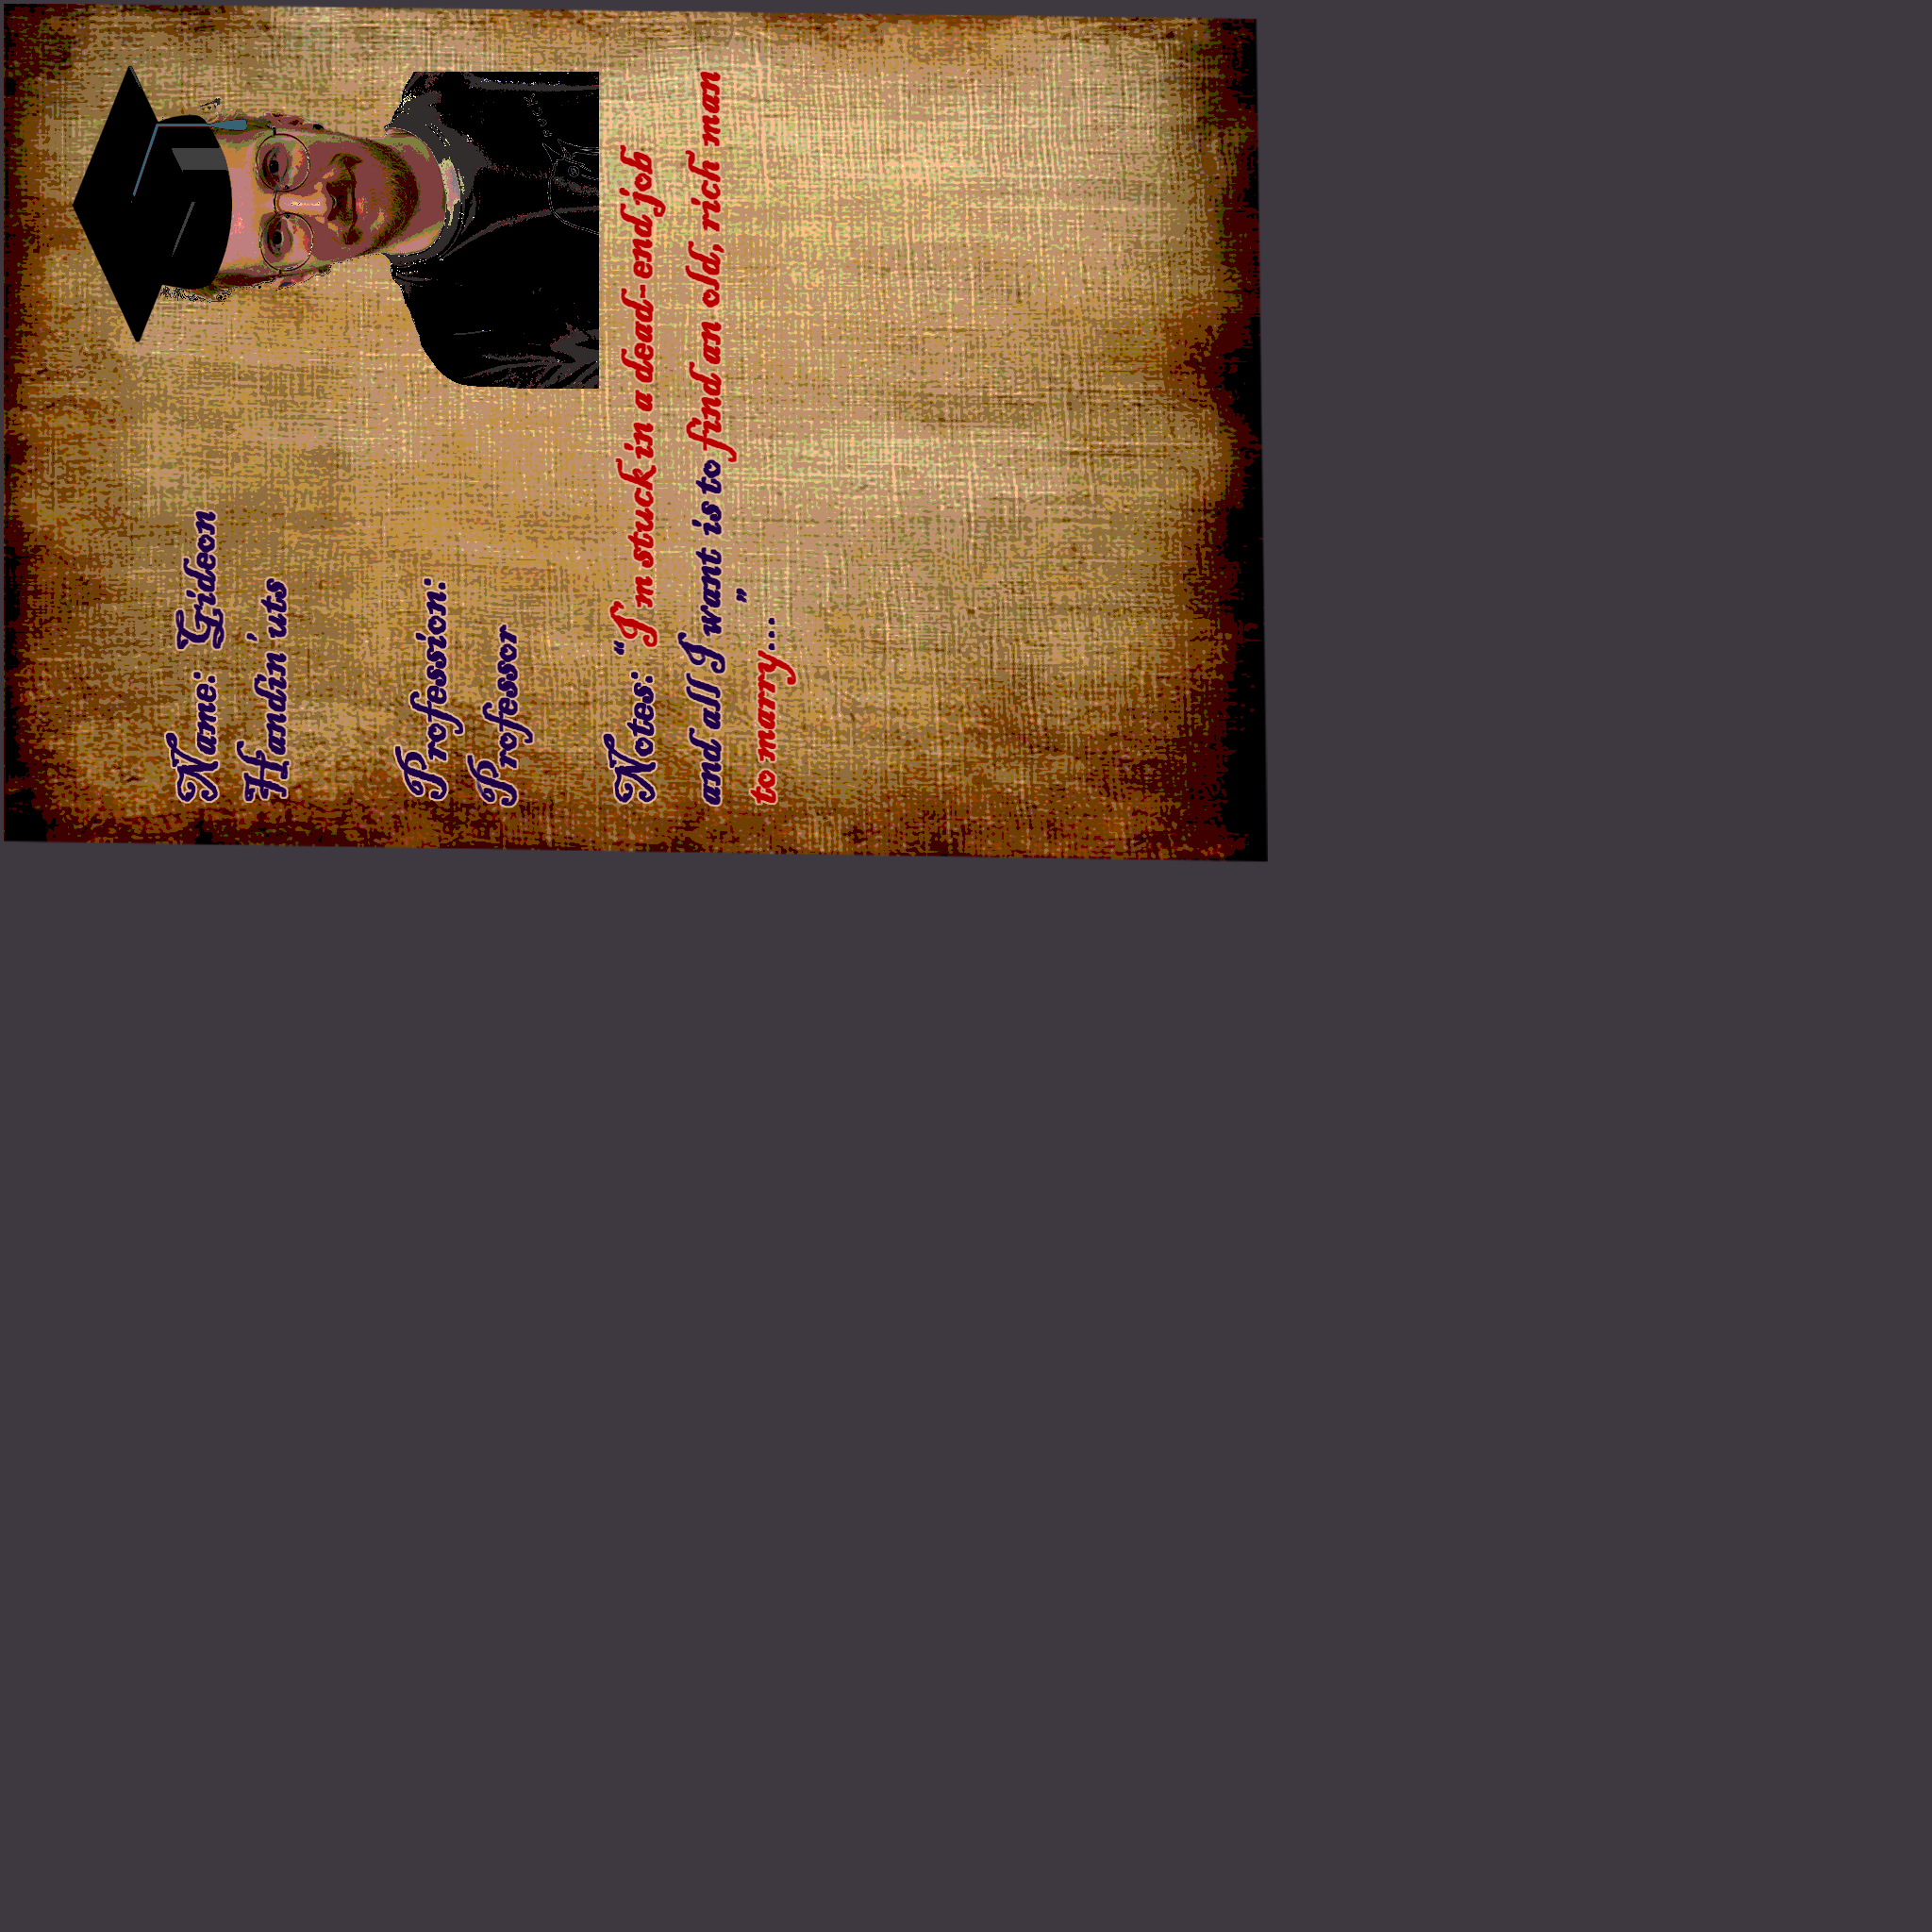 Name: Gideon
Handin'uts
Profession:
Professor
Notes: "I'm stuck in a dead-end job
and all I want is to find an old, rich man
to marry..."